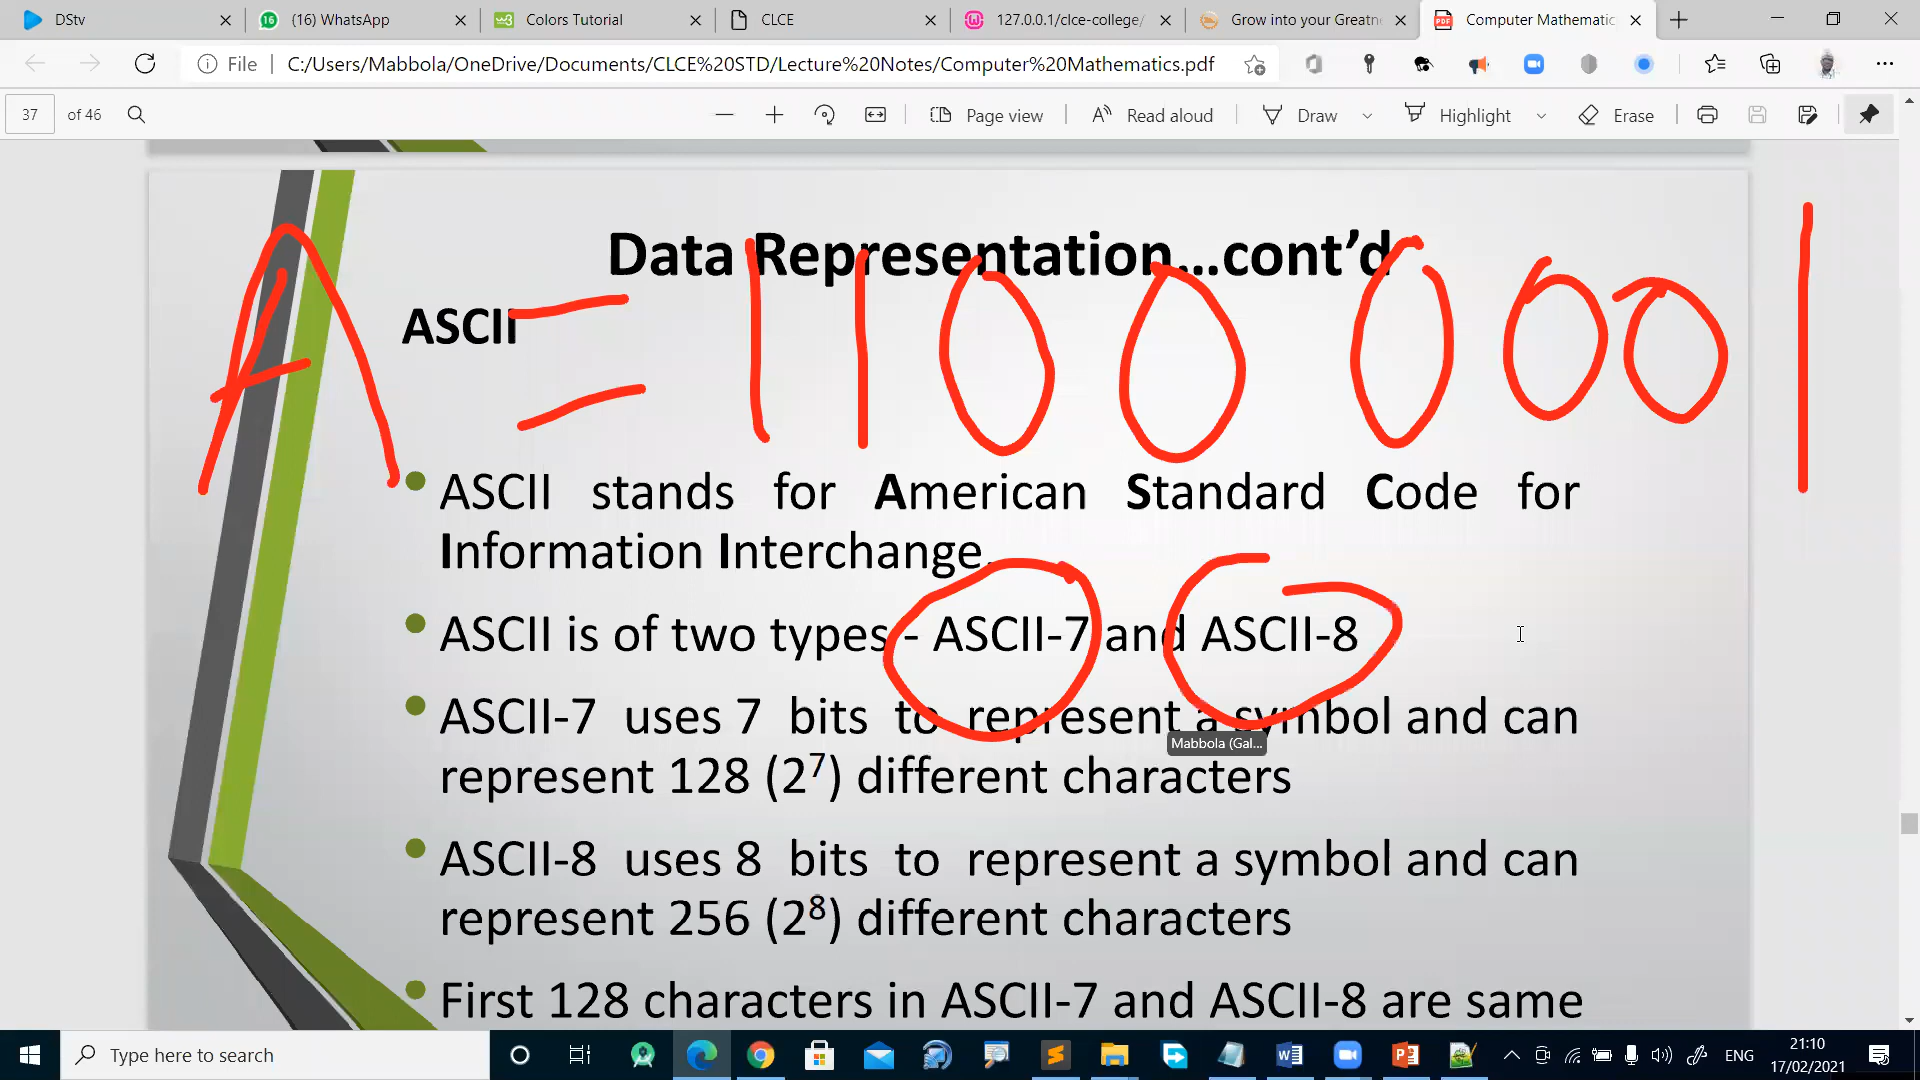 DStv
16
(16) WhatsApp
Colors Tutorial
CLCE
127.0.0.1/clce-college/
Grow into your Greatn
PDF
Computer Mathematic
File
C:/Users/Mabbola/OneDrive/Documents/CLCE%20STD/Lecture%20Notes/Computer%20Mathematics.pdf
37 of 46
Page view
Read aloud
Draw
Highlight
Erase
Data Representation...cont’d
A = 11000001
ASCII
ASCII stands for American Standard Code for
Information Interchange.
ASCII is of two types - ASCII-7 and ASCII-8
ASCII-7 uses 7 bits to represent a symbol and can
Mabbola (Gal...
represent 128 (2⁷) different characters
ASCII-8 uses 8 bits to represent a symbol and can
represent 256 (2⁸) different characters
First 128 characters in ASCII-7 and ASCII-8 are same
Type here to search
ENG
21:10
17/02/2021